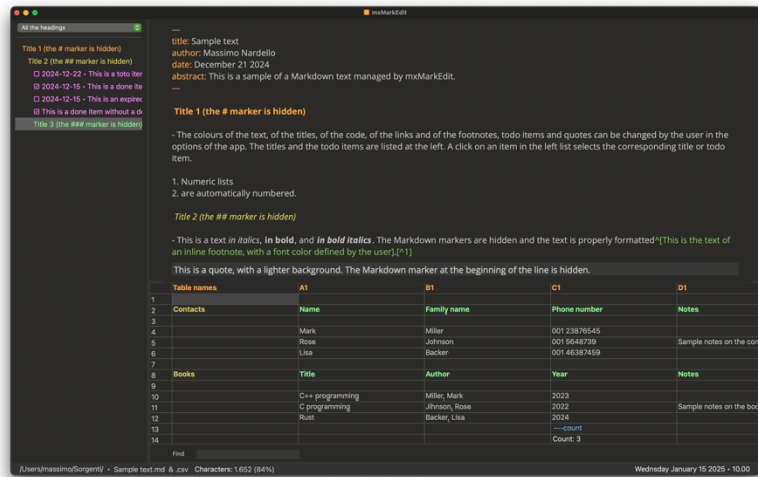 mxMarkEdit
All the headings
Title 1 (the # marker is hidden)
Title 2 (the ## marker is hidden)
2024-12-22 - This is a toto iter
2024-12-15 - This is a done ite
2024-12-15 - This is an expired
This is a done item without a d
Title 3 (the ### marker is hidden)
---
title: Sample text
author: Massimo Nardello
date: December 21 2024
abstract: This is a sample of a Markdown text managed by mxMarkEdit.
---
Title 1 (the # marker is hidden)
- The colours of the text, of the titles, of the code, of the links and of the footnotes, todo items and quotes can be changed by the user in the
options of the app. The titles and the todo items are listed at the left. A click on an item in the left list selects the corresponding title or todo
item.
1. Numeric lists
2. are automatically numbered.
Title 2 (the ## marker is hidden)
- This is a text in italics, in bold, and in bold italics. The Markdown markers are hidden and the text is properly formatted^[This is the text of
an inline footnote, with a font color defined by the user].[^1]
This is a quote, with a lighter background. The Markdown marker at the beginning of the line is hidden.
Table names A1 B1 C1 D1
1
2 Contacts Name Family name Phone number Notes
3
4 Mark Miller 001 23876545
5 Rose Johnson 001 5648739 Sample notes on the con
6 Lisa Backer 001 46387459
7
8 Books Title Author Year Notes
9
10 C++ programming Miller, Mark 2023
11 C programming Jihnson, Rose 2022 Sample notes on the boo
12 Rust Backer, Lisa 2024
13 ---count
14 Count: 3
Find
/Users/massimo/Sorgenti/ • Sample text.md & .csv Characters: 1.652 (84%) Wednsday January 15 2025 • 10.00